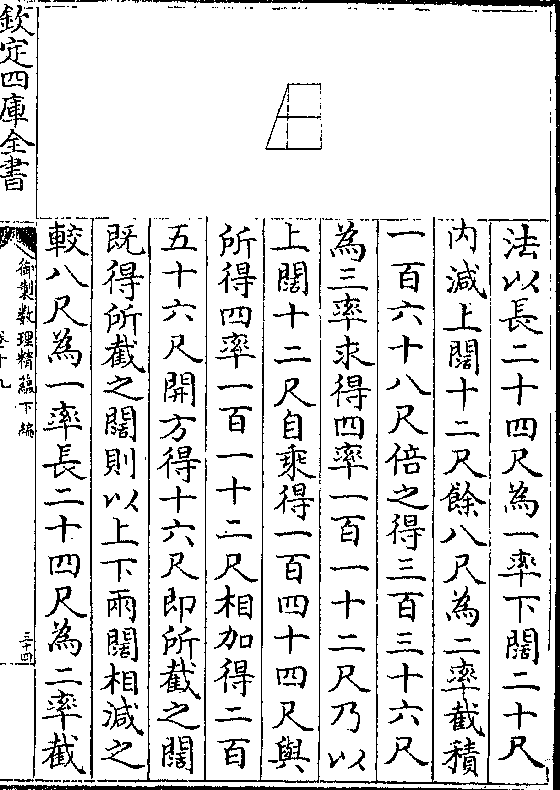 法以長二十四尺為一率下闊二十尺
内減上闊十二尺餘八尺為二率截積
一百六十八尺倍之得三百三十六尺
為三率求得四率一百一十二尺乃以
上闊十二尺自乘得一百四十四尺與
所得四率一百一十二尺相加得二百
五十六尺開方得十六尺即所截之闊
既得所截之闊則以上下兩闊相減之
較八尺為一率長二十四尺為二率截
欽定四庫全書
御製數理精蘊下編
卷十九
三十四